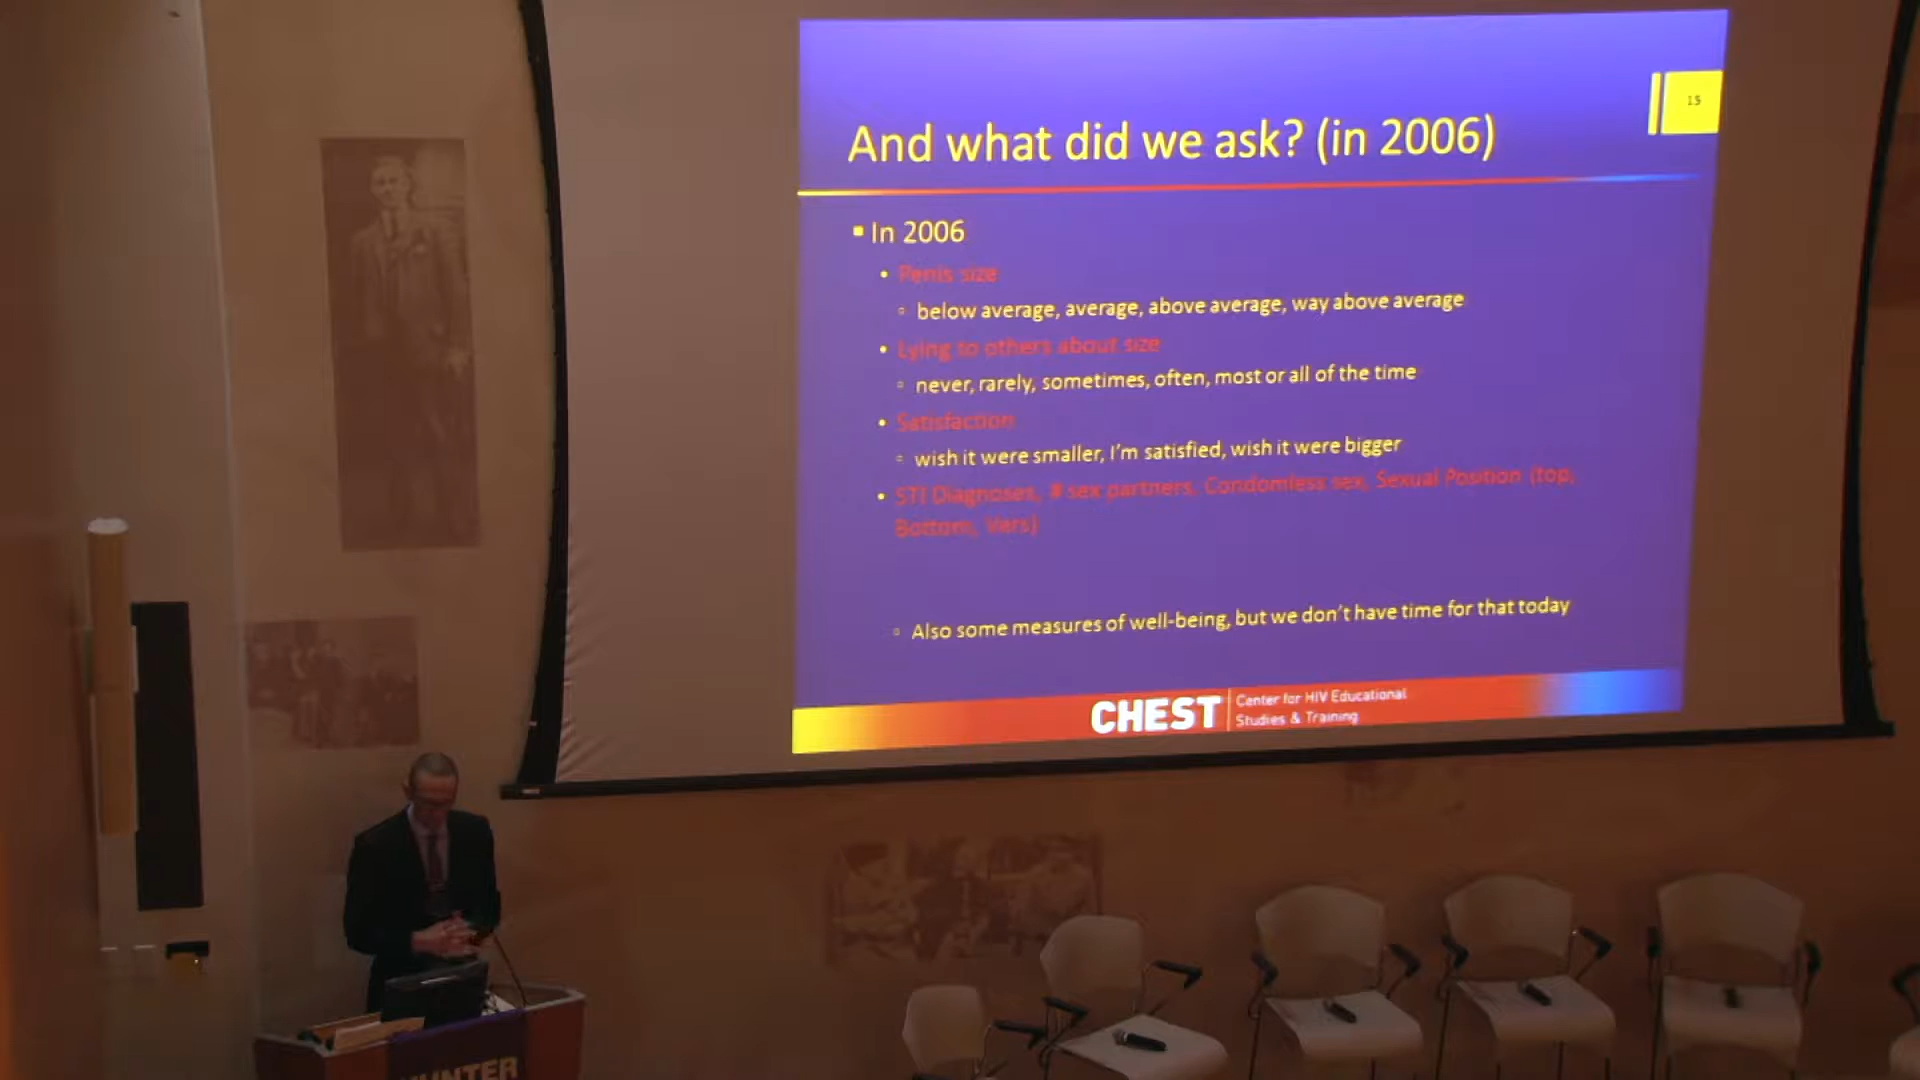 15
And what did we ask? (in 2006)
In 2006
Penis size
below average, average, above average, way above average
Lying to others about size
never, rarely, sometimes, often, most or all of the time
Satisfaction
wish it were smaller, I'm satisfied, wish it were bigger
STI Diagnoses, # sex partners, Condomless sex, Sexual Position (top,
Bottom, Vers)
Also some measures of well-being, but we don't have time for that today
CHEST
Center for HIV Educational
Studies & Training
HUNTER